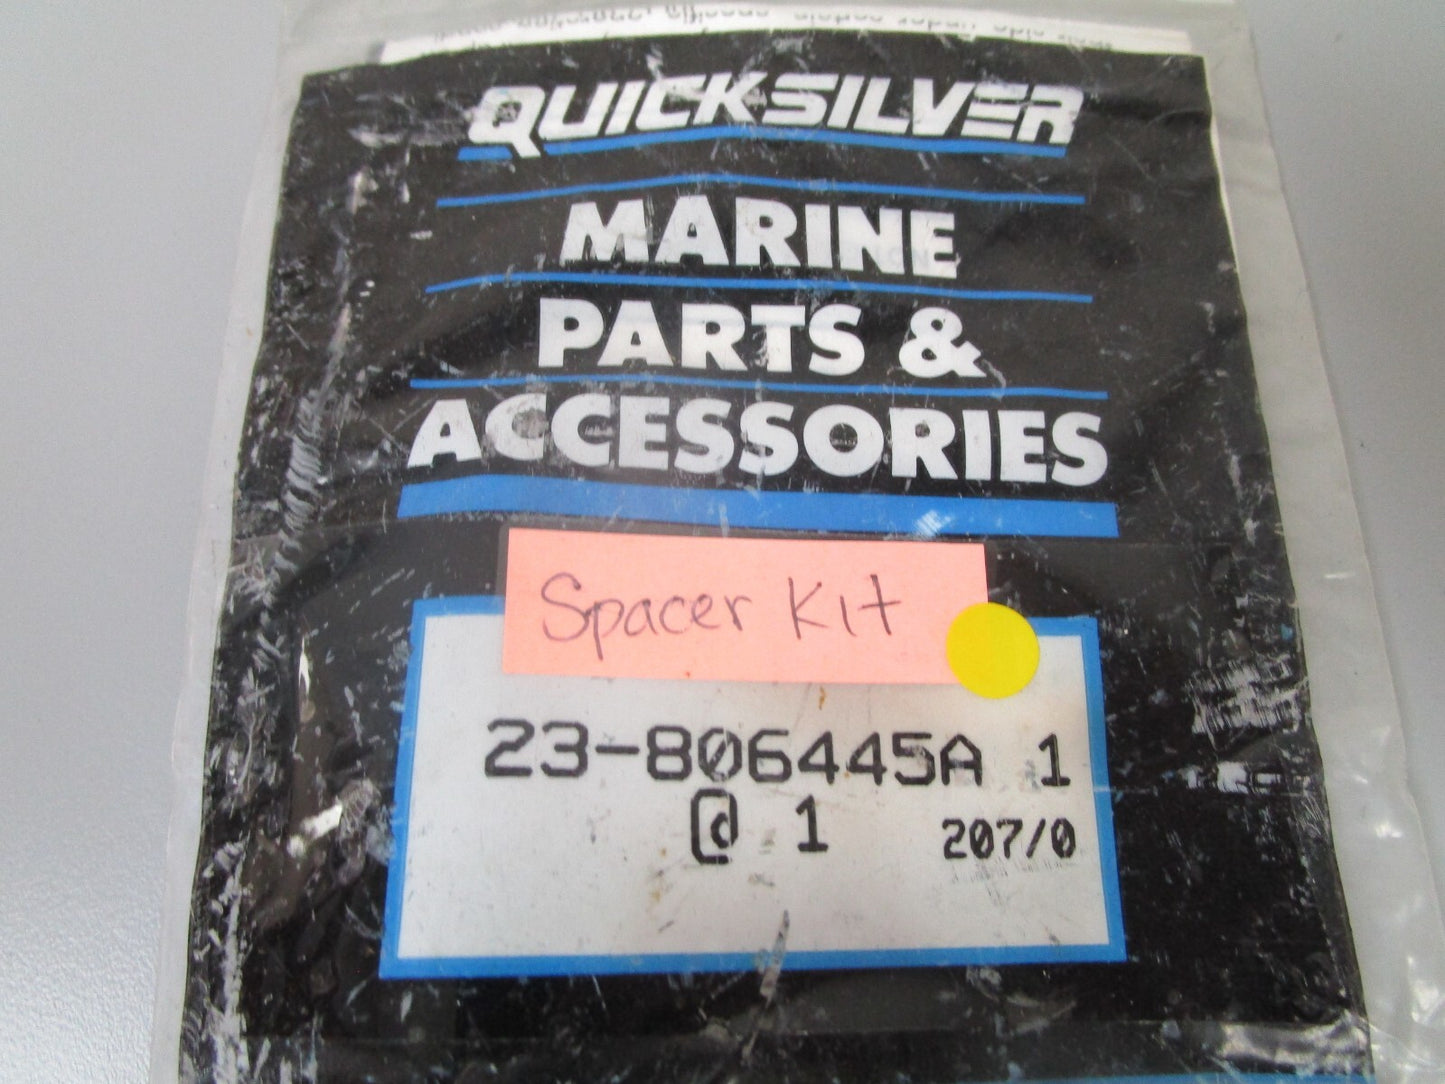 QUICKSILVER
MARINE
PARTS &
ACCESSORIES
Spacer Kit
23-806445A 1
@ 1 207/0